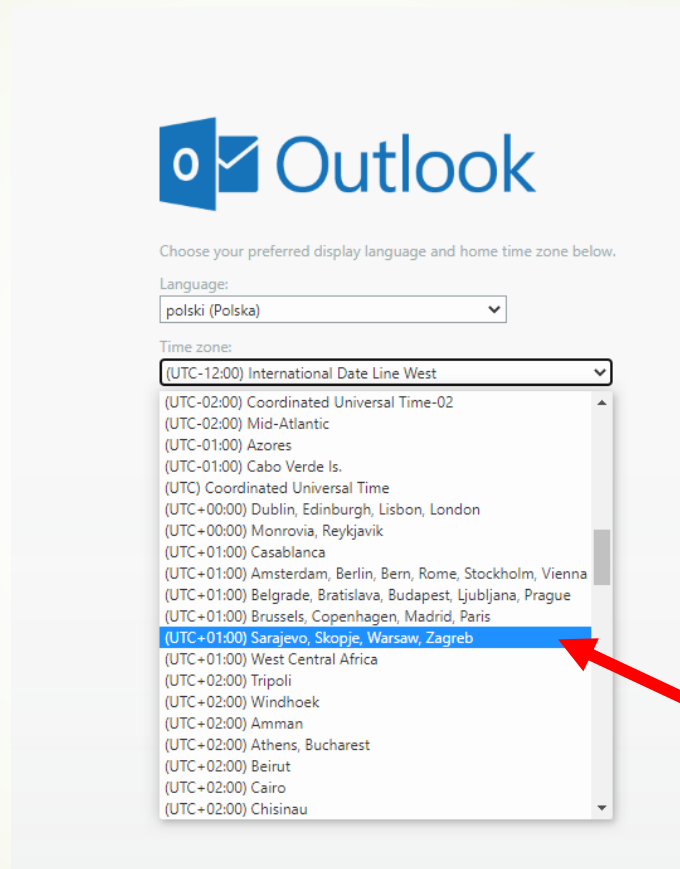 Outlook
Choose your preferred display language and home time zone below.
Language:
polski (Polska)
Time zone:
(UTC-12:00) International Date Line West
(UTC-02:00) Coordinated Universal Time-02
(UTC-02:00) Mid-Atlantic
(UTC-01:00) Azores
(UTC-01:00) Cabo Verde Is.
(UTC) Coordinated Universal Time
(UTC+00:00) Dublin, Edinburgh, Lisbon, London
(UTC+00:00) Monrovia, Reykjavik
(UTC+01:00) Casablanca
(UTC+01:00) Amsterdam, Berlin, Bern, Rome, Stockholm, Vienna
(UTC+01:00) Belgrade, Bratislava, Budapest, Ljubljana, Prague
(UTC+01:00) Brussels, Copenhagen, Madrid, Paris
(UTC+01:00) Sarajevo, Skopje, Warsaw, Zagreb
(UTC+01:00) West Central Africa
(UTC+02:00) Tripoli
(UTC+02:00) Windhoek
(UTC+02:00) Amman
(UTC+02:00) Athens, Bucharest
(UTC+02:00) Beirut
(UTC+02:00) Cairo
(UTC+02:00) Chisinau